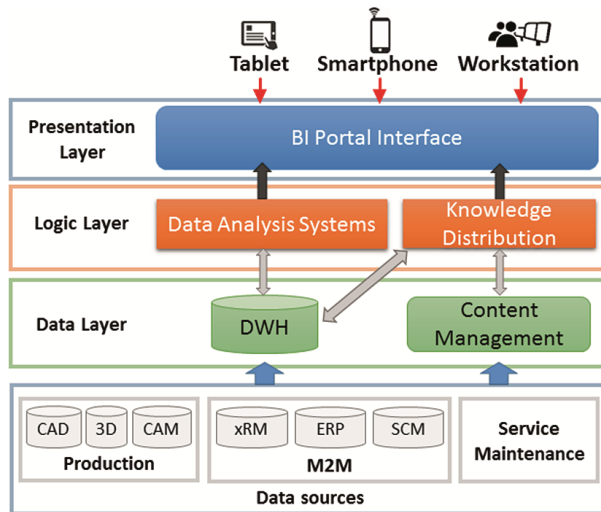 Tablet
Smartphone
Workstation
Presentation
Layer
BI Portal Interface
Logic Layer
Data Analysis Systems
Knowledge
Distribution
Data Layer
DWH
Content
Management
CAD
3D
CAM
Production
xRM
ERP
SCM
M2M
Service
Maintenance
Data sources